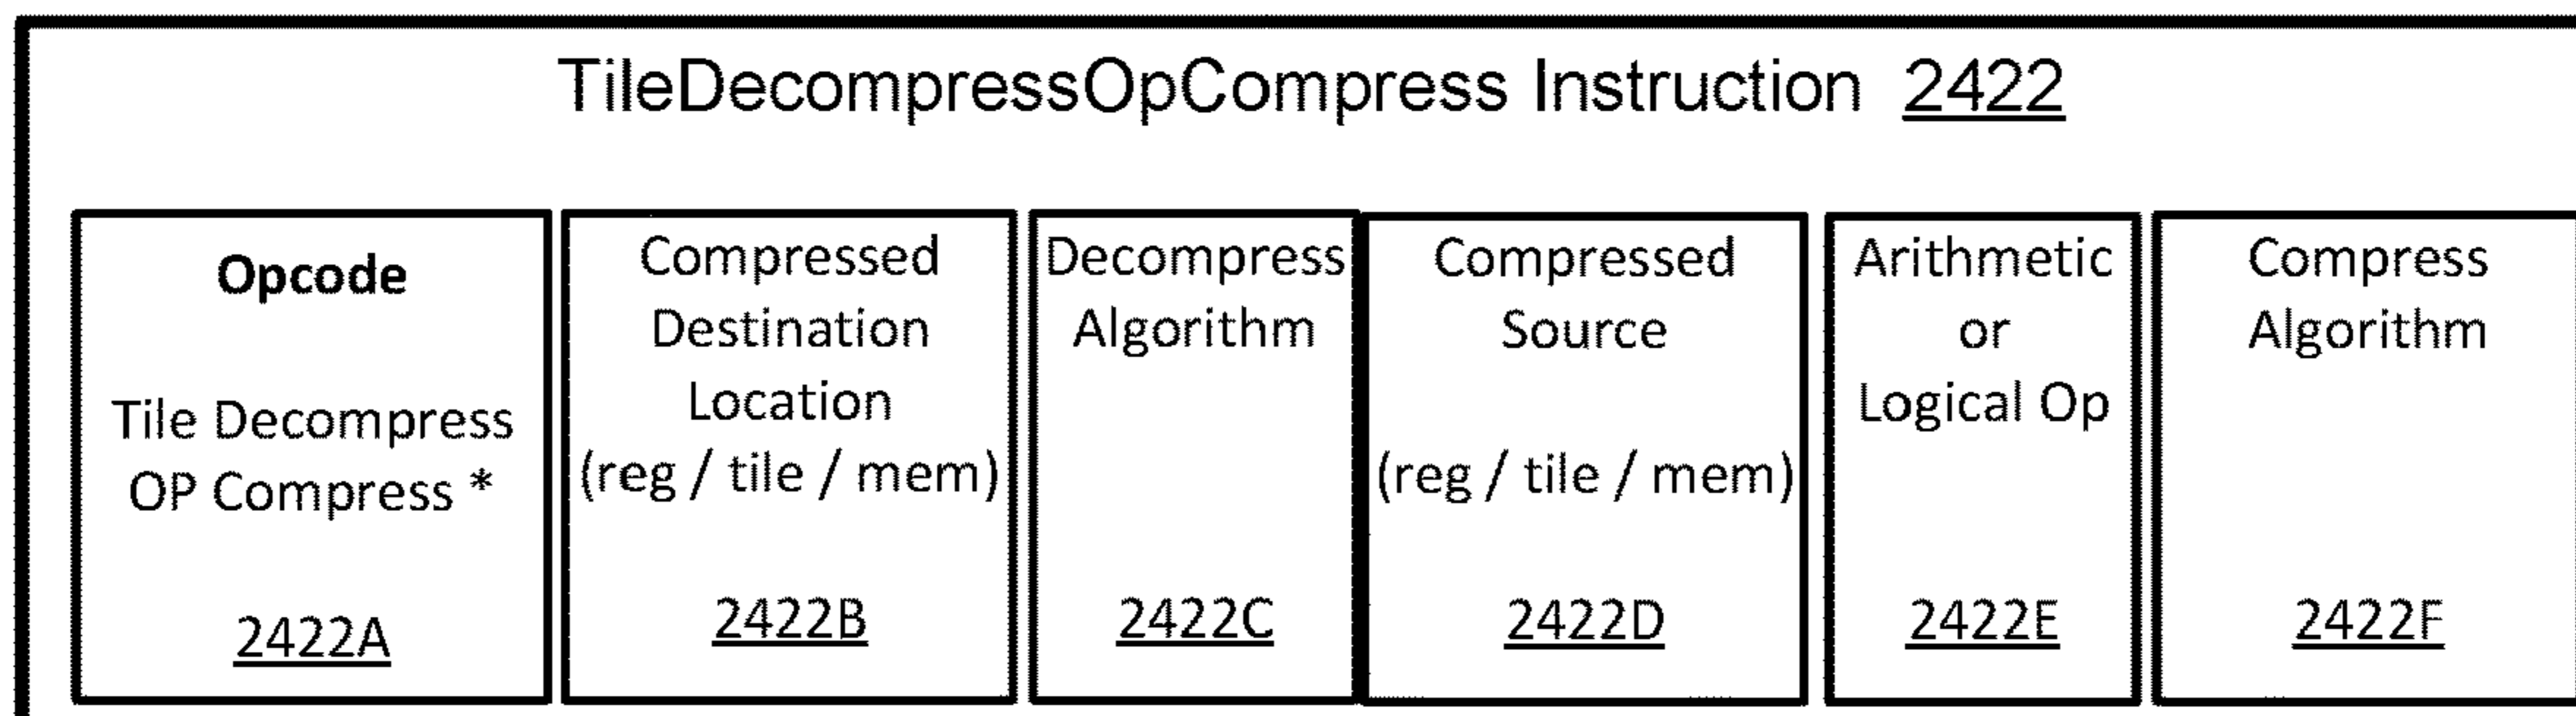 TileDecompressOpCompress Instruction 2422
Opcode
Tile Decompress
OP Compress *
2422A
Compressed
Destination
Location
(reg / tile / mem)
2422B
Decompress
Algorithm
2422C
Compressed
Source
(reg / tile / mem)
2422D
Arithmetic
or
Logical Op
2422E
Compress
Algorithm
2422F